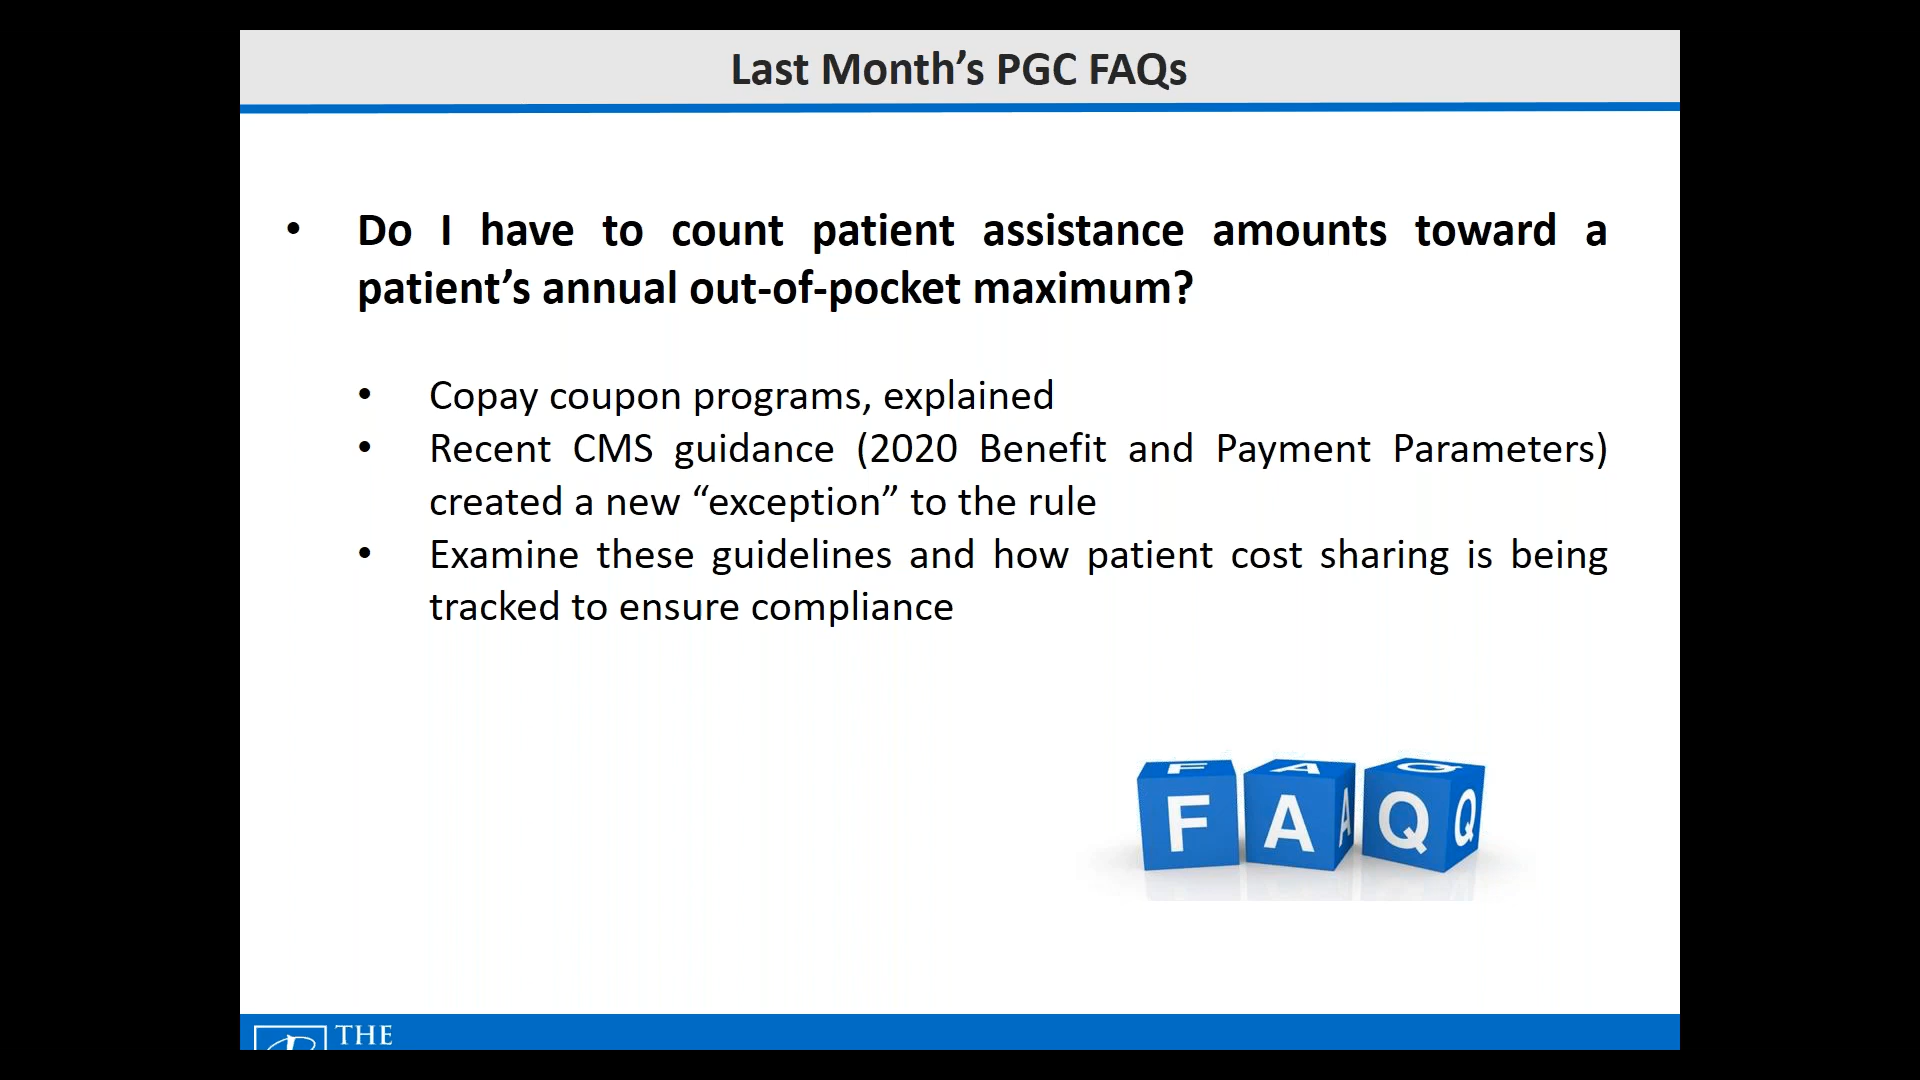 Last Month’s PGC FAQs
• Do I have to count patient assistance amounts toward a
patient’s annual out-of-pocket maximum?
• Copay coupon programs, explained
• Recent CMS guidance (2020 Benefit and Payment Parameters)
created a new “exception” to the rule
• Examine these guidelines and how patient cost sharing is being
tracked to ensure compliance
F A Q
F A A Q Q
THE